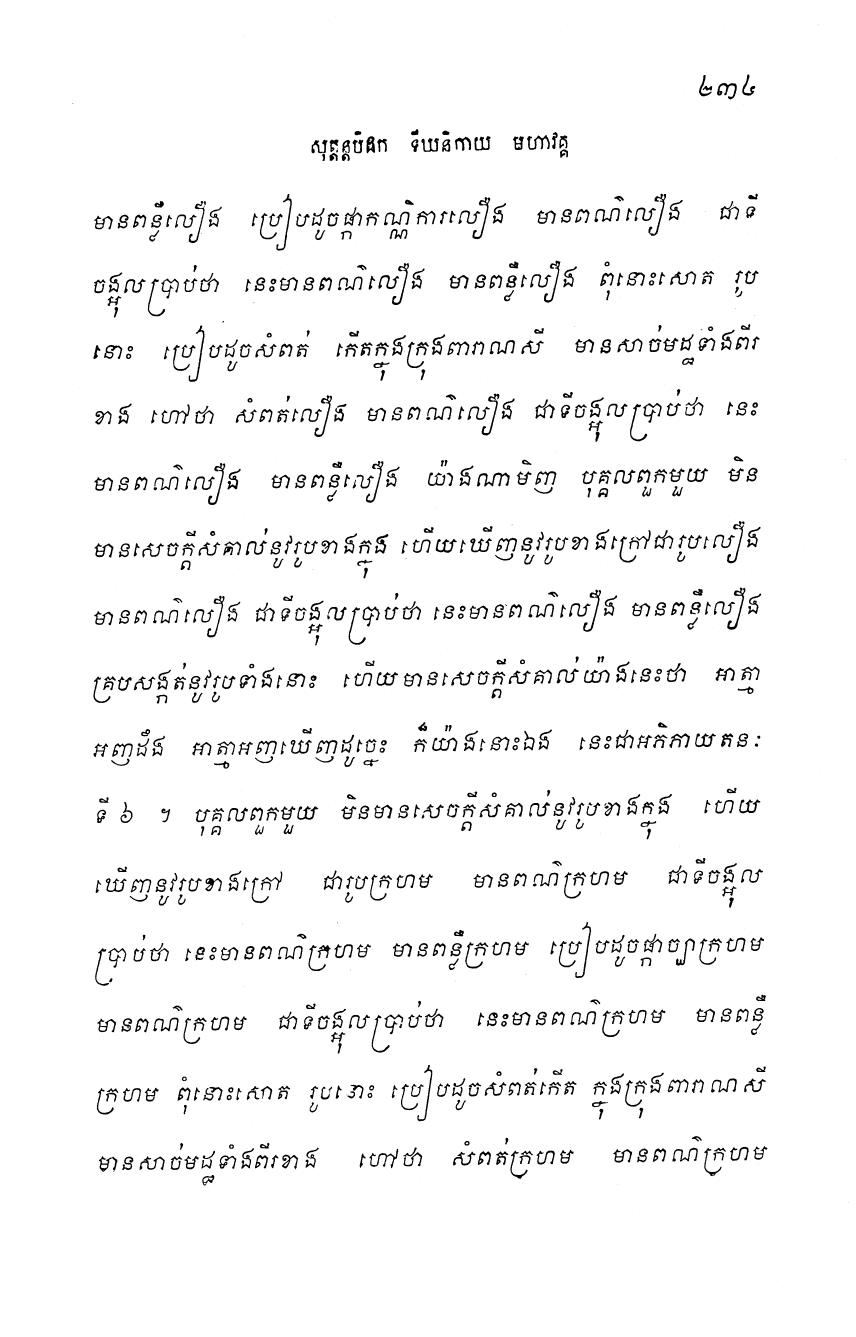 ២៣៤
សុត្តន្តបិដក ទីឃនិកាយ មហាវគ្គ
មានពន្លឺលឿង ប្រៀបដូចផ្កាកណ្ណិការលឿង មានពណ៌លឿង ជាទី
ចង្អុលប្រាប់ថា នេះមានពណ៌លឿង មានពន្លឺលឿង ពុំនោះសោត រូប
នោះ ប្រៀបដូចសំពត់ កើតក្នុងក្រុងពារាណសី មានសាច់មដ្ឋទាំងពីរ
ខាង ហៅថា សំពត់លឿង មានពណ៌លឿង ជាទីចង្អុលប្រាប់ថា នេះ
មានពណ៌លឿង មានពន្លឺលឿង យ៉ាងណាមិញ បុគ្គលពួកមួយ មិន
មានសេចក្តីសំគាល់នូវរូបខាងក្នុង ហើយឃើញនូវរូបខាងក្រៅជារូបលឿង
មានពណ៌លឿង ជាទីចង្អុលប្រាប់ថា នេះមានពណ៌លឿង មានពន្លឺលឿង
គ្របសង្កត់នូវរូបទាំងនោះ ហើយមានសេចក្តីសំគាល់យ៉ាងនេះថា អាត្មា
អញដឹង អាត្មាអញឃើញដូច្នេះ ក៏យ៉ាងនោះឯង នេះជាអភិភាយតនៈ
ទី ៦ ។ បុគ្គលពួកមួយ មិនមានសេចក្តីសំគាល់នូវរូបខាងក្នុង ហើយ
ឃើញនូវរូបខាងក្រៅ ជារូបក្រហម មានពណ៌ក្រហម ជាទីចង្អុល
ប្រាប់ថា នេះមានពណ៌ក្រហម មានពន្លឺក្រហម ប្រៀបដូចផ្កាច្បាក្រហម
មានពណ៌ក្រហម ជាទីចង្អុលប្រាប់ថា នេះមានពណ៌ក្រហម មានពន្លឺ
ក្រហម ពុំនោះសោត រូបនោះ ប្រៀបដូចសំពត់កើត ក្នុងក្រុងពារាណសី
មានសាច់មដ្ឋទាំងពីរខាង ហៅថា សំពត់ក្រហម មានពណ៌ក្រហម